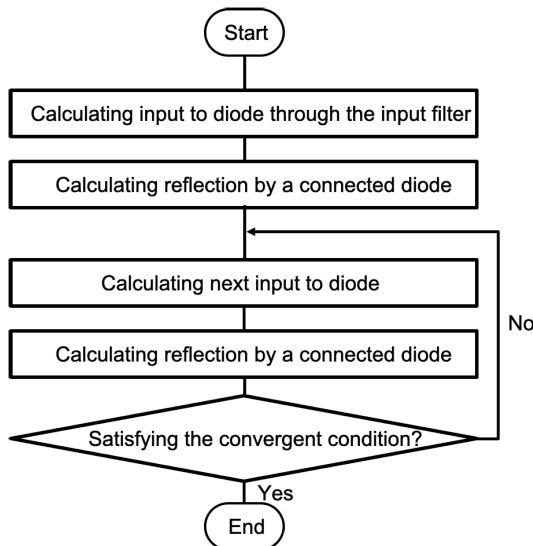 Start
Calculating input to diode through the input filter
Calculating reflection by a connected diode
Calculating next input to diode
No
Calculating reflection by a connected diode
Satisfying the convergent condition?
Yes
End